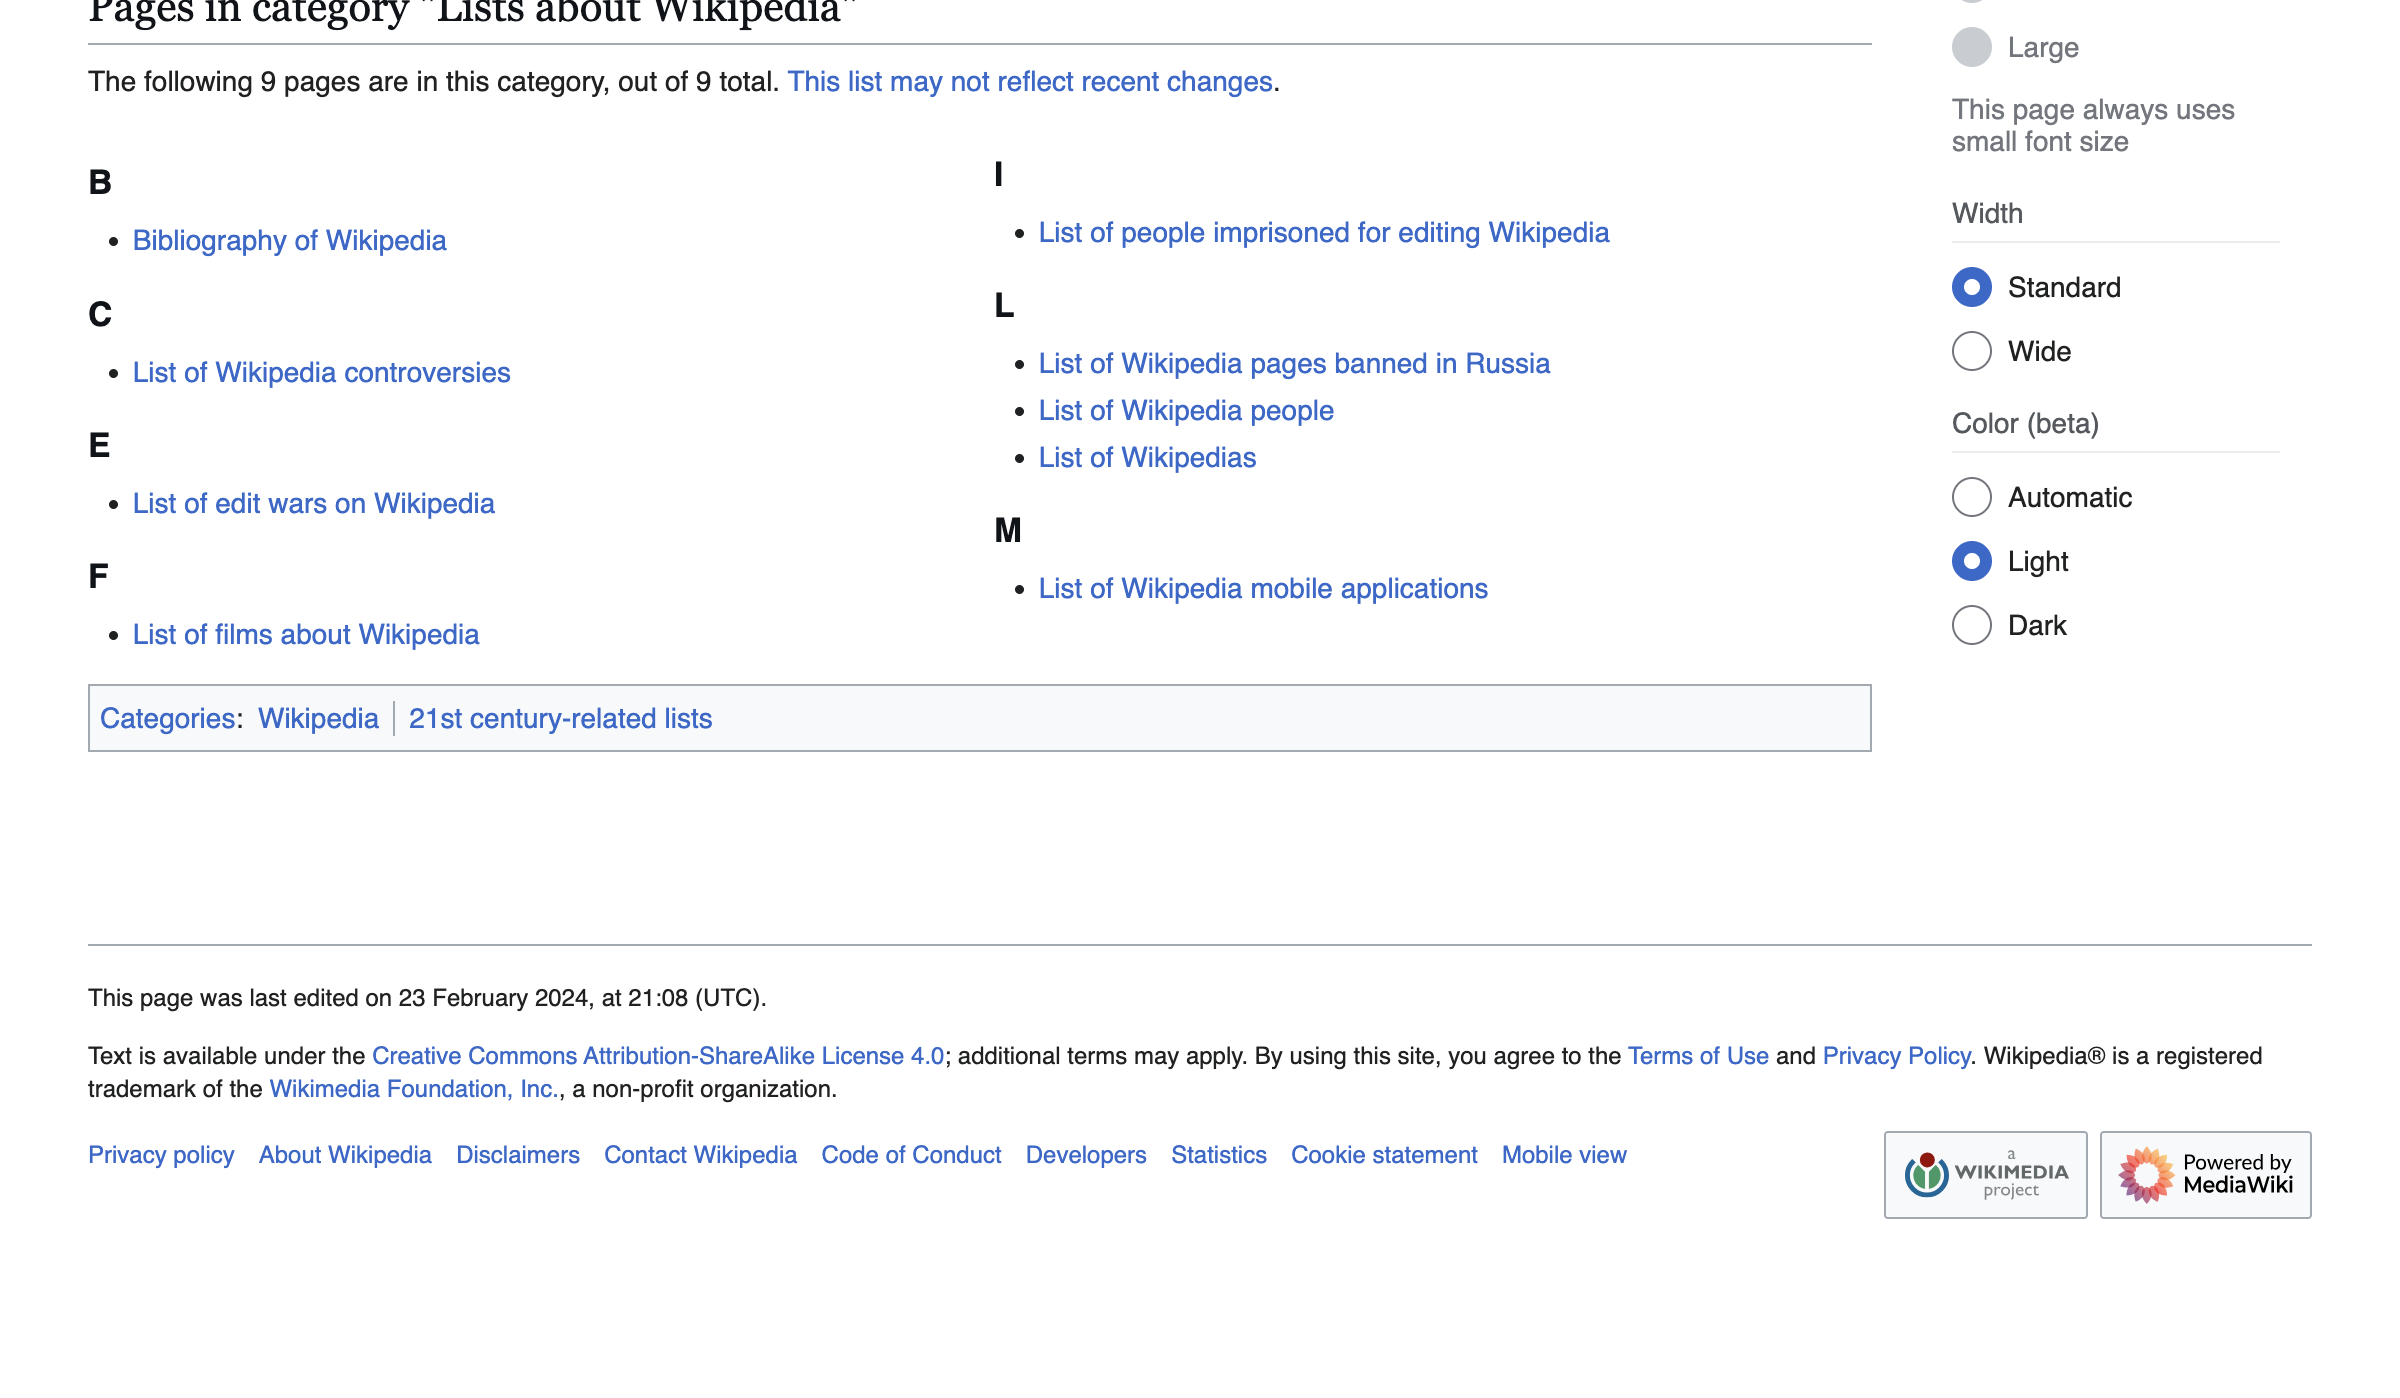 Pages in category "Lists about Wikipedia"
The following 9 pages are in this category, out of 9 total. This list may not reflect recent changes.
B
• Bibliography of Wikipedia
C
• List of Wikipedia controversies
E
• List of edit wars on Wikipedia
F
• List of films about Wikipedia
I
• List of people imprisoned for editing Wikipedia
L
• List of Wikipedia pages banned in Russia
• List of Wikipedia people
• List of Wikipedias
M
• List of Wikipedia mobile applications
Categories: Wikipedia | 21st century-related lists
Large
This page always uses
small font size
Width
Standard
Wide
Color (beta)
Automatic
Light
Dark
This page was last edited on 23 February 2024, at 21:08 (UTC).
Text is available under the Creative Commons Attribution-ShareAlike License 4.0; additional terms may apply. By using this site, you agree to the Terms of Use and Privacy Policy. Wikipedia® is a registered
trademark of the Wikimedia Foundation, Inc., a non-profit organization.
Privacy policy About Wikipedia Disclaimers Contact Wikipedia Code of Conduct Developers Statistics Cookie statement Mobile view
a
WIKIMEDIA
project
Powered by
MediaWiki